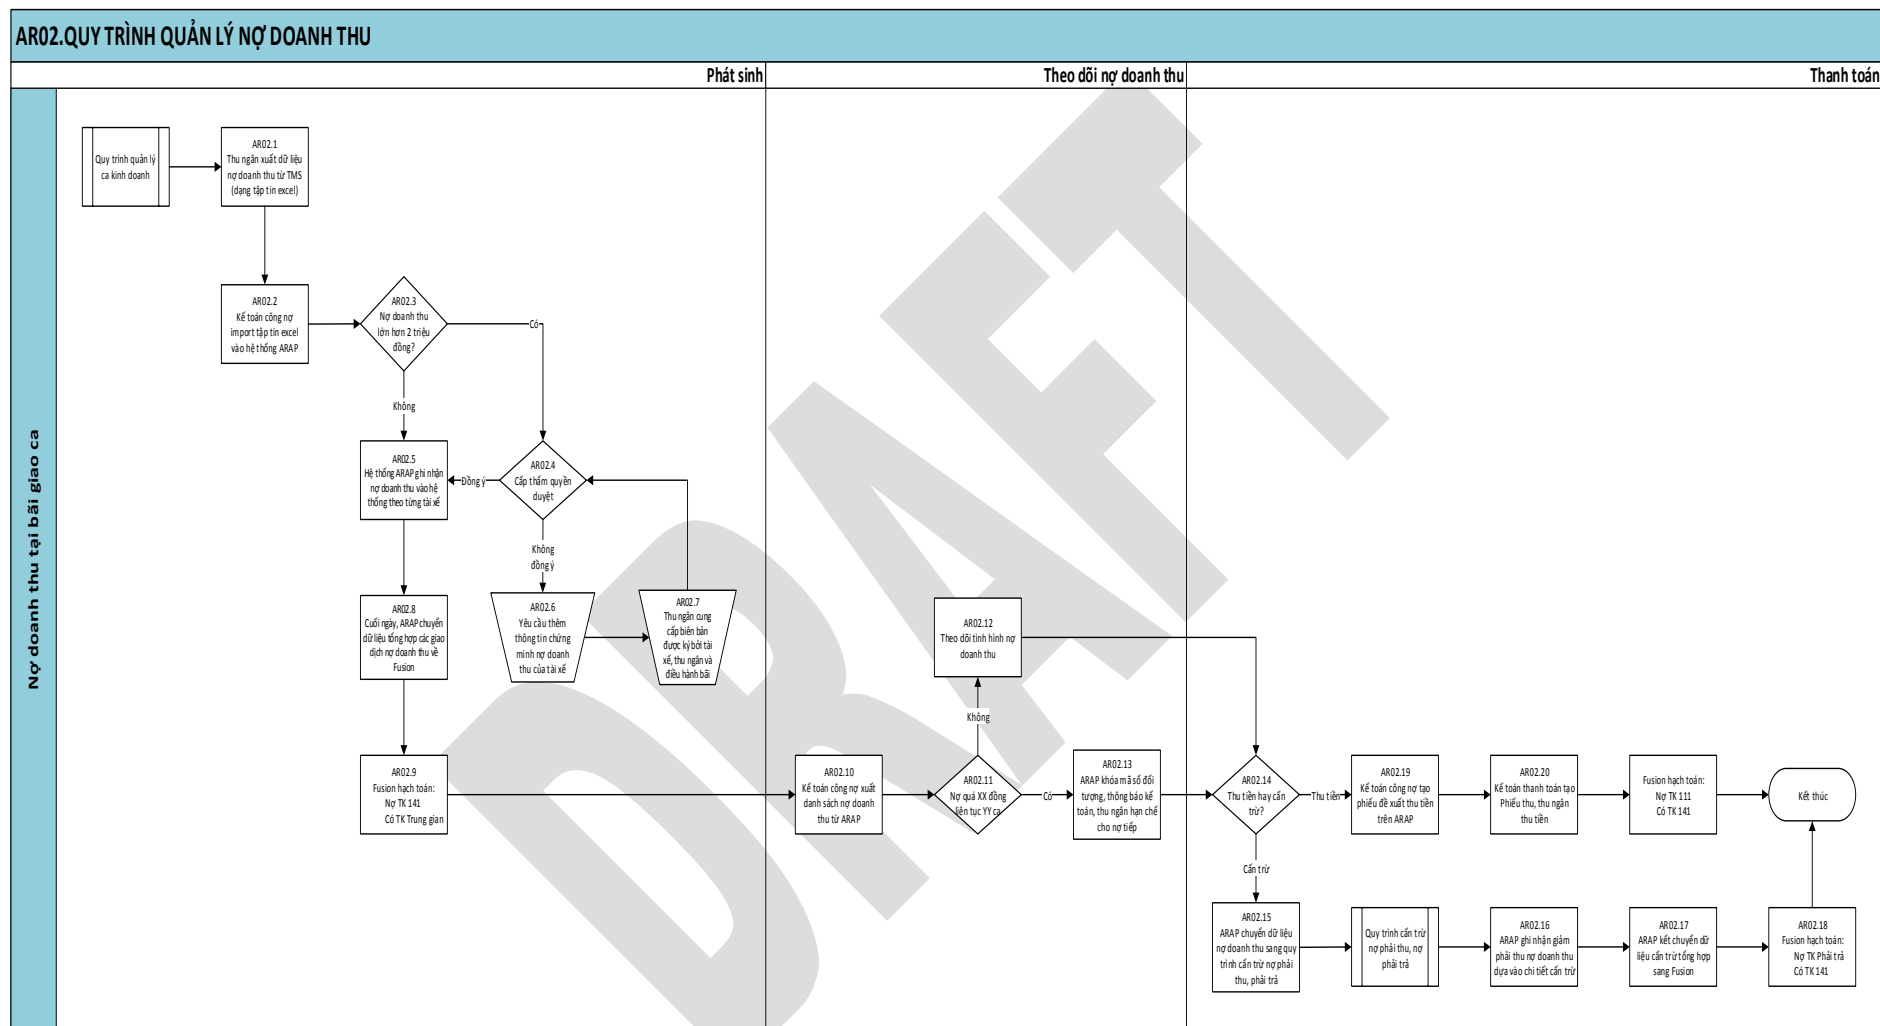 AR02.QUY TRÌNH QUẢN LÝ NỢ DOANH THU
Phát sinh
Theo dõi nợ doanh thu
Thanh toán
Nợ doanh thu tại bãi giao ca
DRAFT
Quy trình quản lý
ca kinh doanh
AR02.1
Thu ngân xuất dữ liệu
nợ doanh thu từ TMS
(dạng tập tin excel)
AR02.2
Kế toán công nợ
import tập tin excel
vào hệ thống ARAP
AR02.3
Nợ doanh thu
lớn hơn 2 triệu
đồng?
Có
Không
AR02.5
Hệ thống ARAP ghi nhận
nợ doanh thu vào hệ
thống theo từng tài xế
Đồng ý
AR02.4
Cấp thẩm quyền
duyệt
Không
đồng ý
AR02.8
Cuối ngày, ARAP chuyển
dữ liệu tổng hợp các giao
dịch nợ doanh thu về
Fusion
AR02.6
Yêu cầu thêm
thông tin chứng
minh nợ doanh
thu của tài xế
AR02.7
Thu ngân cung
cấp biên bản
được ký bởi tài
xế, thu ngân và
điều hành bãi
AR02.9
Fusion hạch toán:
Nợ TK 141
Có TK Trung gian
AR02.10
Kế toán công nợ xuất
danh sách nợ doanh
thu từ ARAP
AR02.11
Nợ quá XX đồng
liên tục YY ca
Không
AR02.12
Theo dõi tình hình nợ
doanh thu
Có
AR02.13
ARAP khóa mã số đối
tượng, thông báo kế
toán, thu ngân hạn chế
cho nợ tiếp
AR02.14
Thu tiền hay cấn
trừ?
Thu tiền
AR02.19
Kế toán công nợ tạo
phiếu đề xuất thu tiền
trên ARAP
AR02.20
Kế toán thanh toán tạo
Phiếu thu, thu ngân
thu tiền
Fusion hạch toán:
Nợ TK 111
Có TK 141
Kết thúc
Cấn trừ
AR02.15
ARAP chuyển dữ liệu
nợ doanh thu sang quy
trình cấn trừ nợ phải
thu, phải trả
Quy trình cấn trừ
nợ phải thu, nợ
phải trả
AR02.16
ARAP ghi nhận giảm
phải thu nợ doanh thu
dựa vào chi tiết cấn trừ
AR02.17
ARAP kết chuyển dữ
liệu cấn trừ tổng hợp
sang Fusion
AR02.18
Fusion hạch toán:
Nợ TK Phải trả
Có TK 141